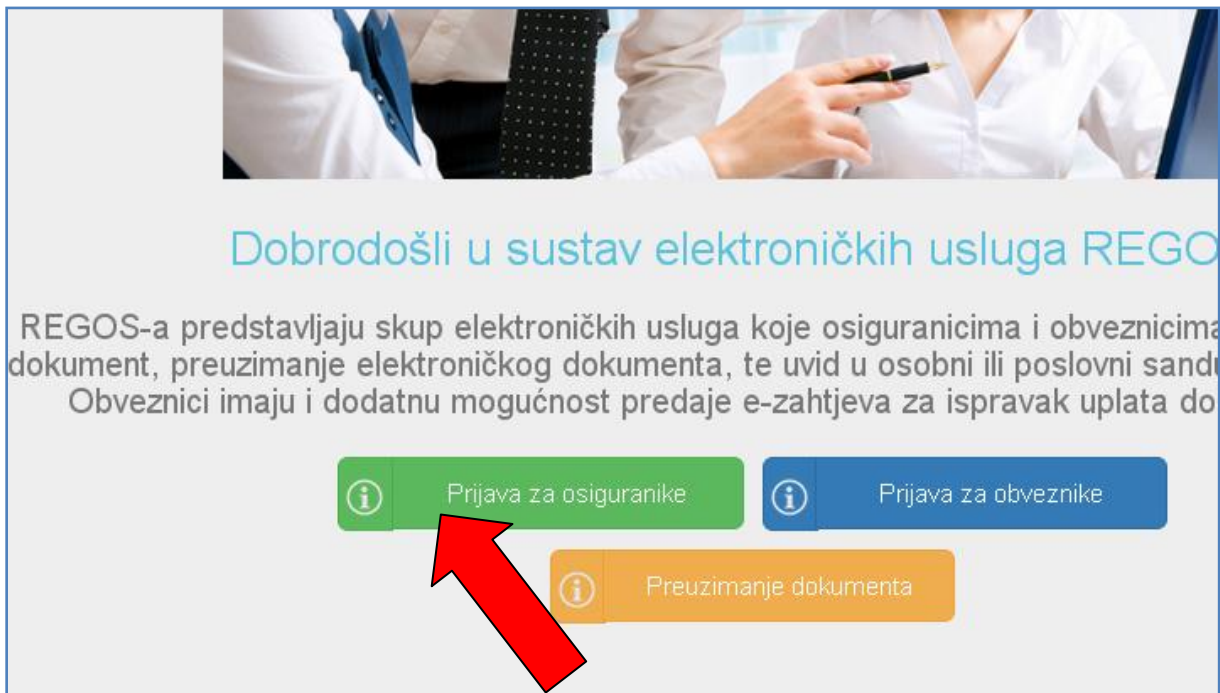 Dobrodošli u sustav elektroničkih usluga REGO
REGOS-a predstavljaju skup elektroničkih usluga koje osiguranicima i obveznicima
dokument, preuzimanje elektroničkog dokumenta, te uvid u osobni ili poslovni sandu
Obveznici imaju i dodatnu mogućnost predaje e-zahtjeva za ispravak uplata do
Prijava za osiguranike
Prijava za obveznike
Preuzimanje dokumenta